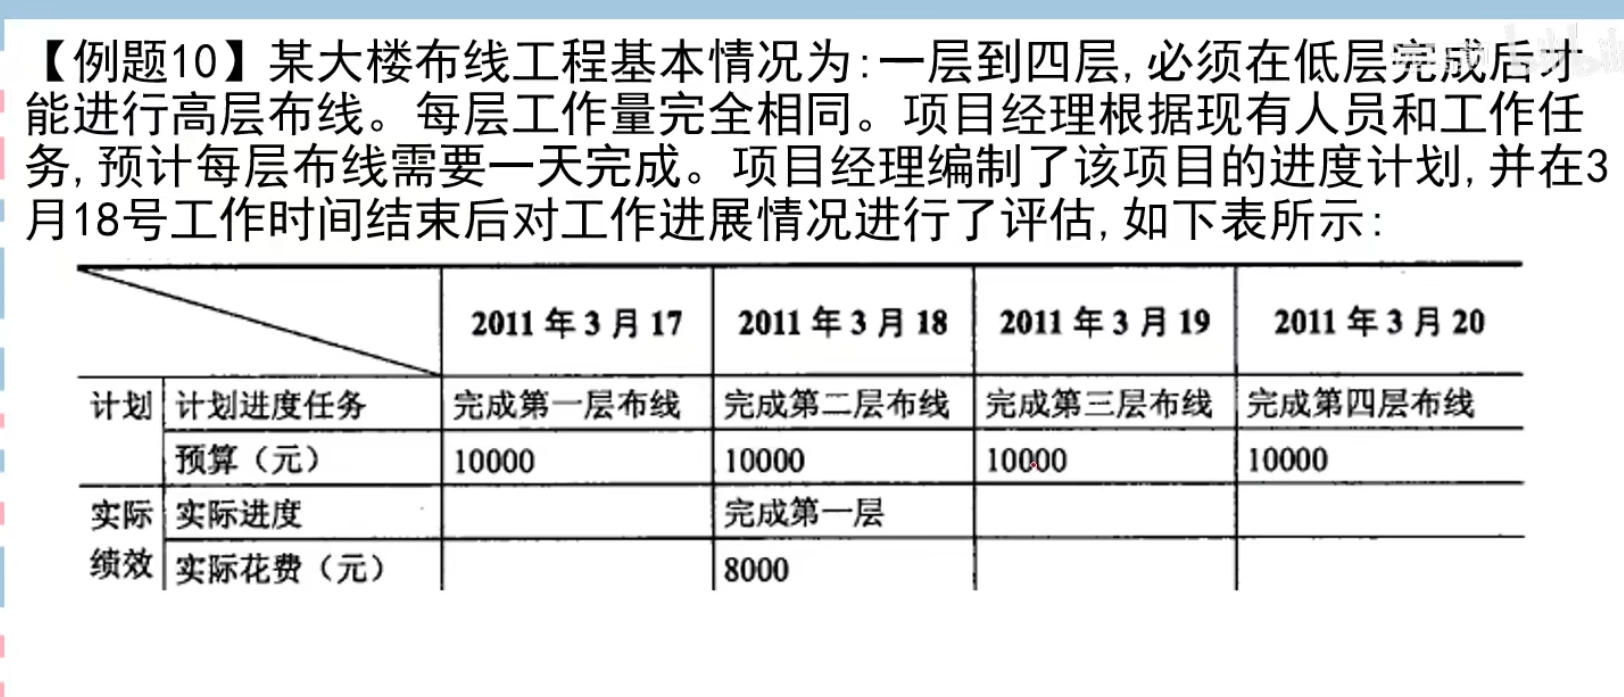 【例题10】某大楼布线工程基本情况为:一层到四层,必须在低层完成后才
能进行高层布线。每层工作量完全相同。项目经理根据现有人员和工作任
务,预计每层布线需要一天完成。项目经理编制了该项目的进度计划,并在3
月18号工作时间结束后对工作进展情况进行了评估,如下表所示:
2011 年 3 月 17 2011 年 3 月 18 2011 年 3 月 19 2011 年 3 月 20
计划 计划进度任务 完成第一层布线 完成第二层布线 完成第三层布线 完成第四层布线
预算（元） 10000 10000 10000 10000
实际 实际进度 完成第一层
绩效 实际花费（元） 8000